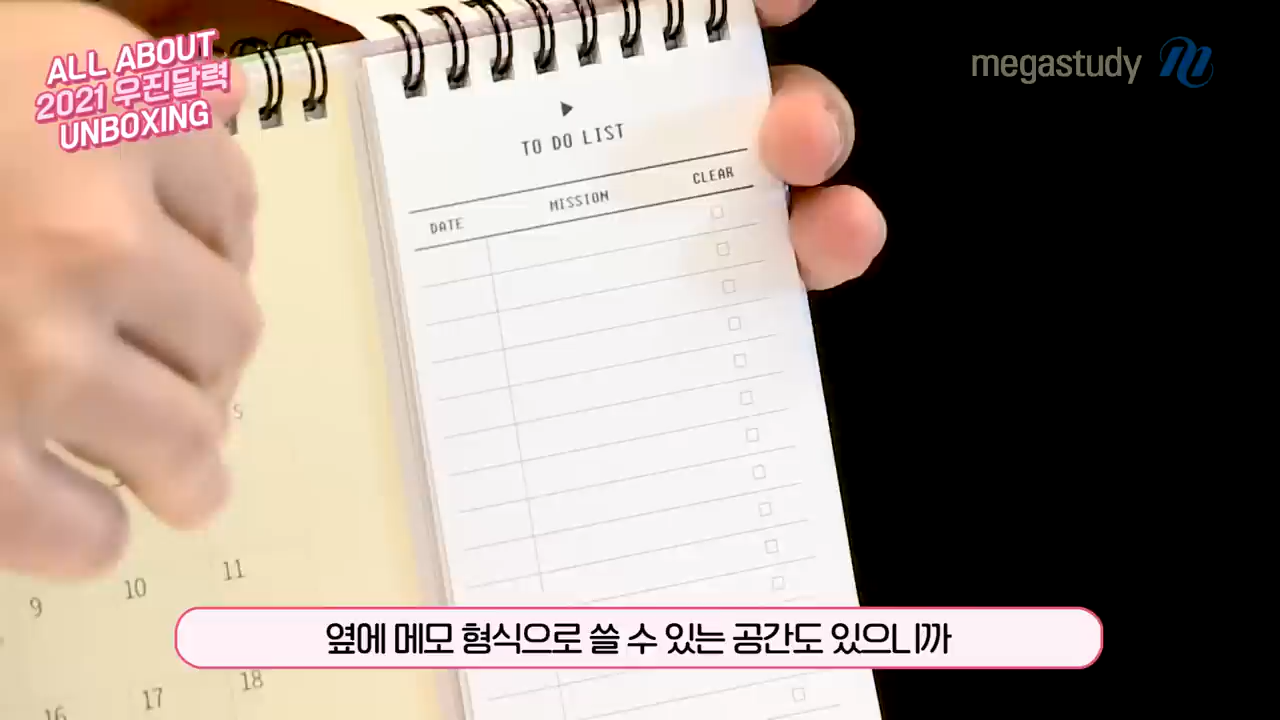 ALL ABOUT
2021 우진달력
UNBOXING
megastudy
TO DO LIST
DATE MISSION CLEAR
5
9 10 11
16 17 18
옆에 메모 형식으로 쓸 수 있는 공간도 있으니까